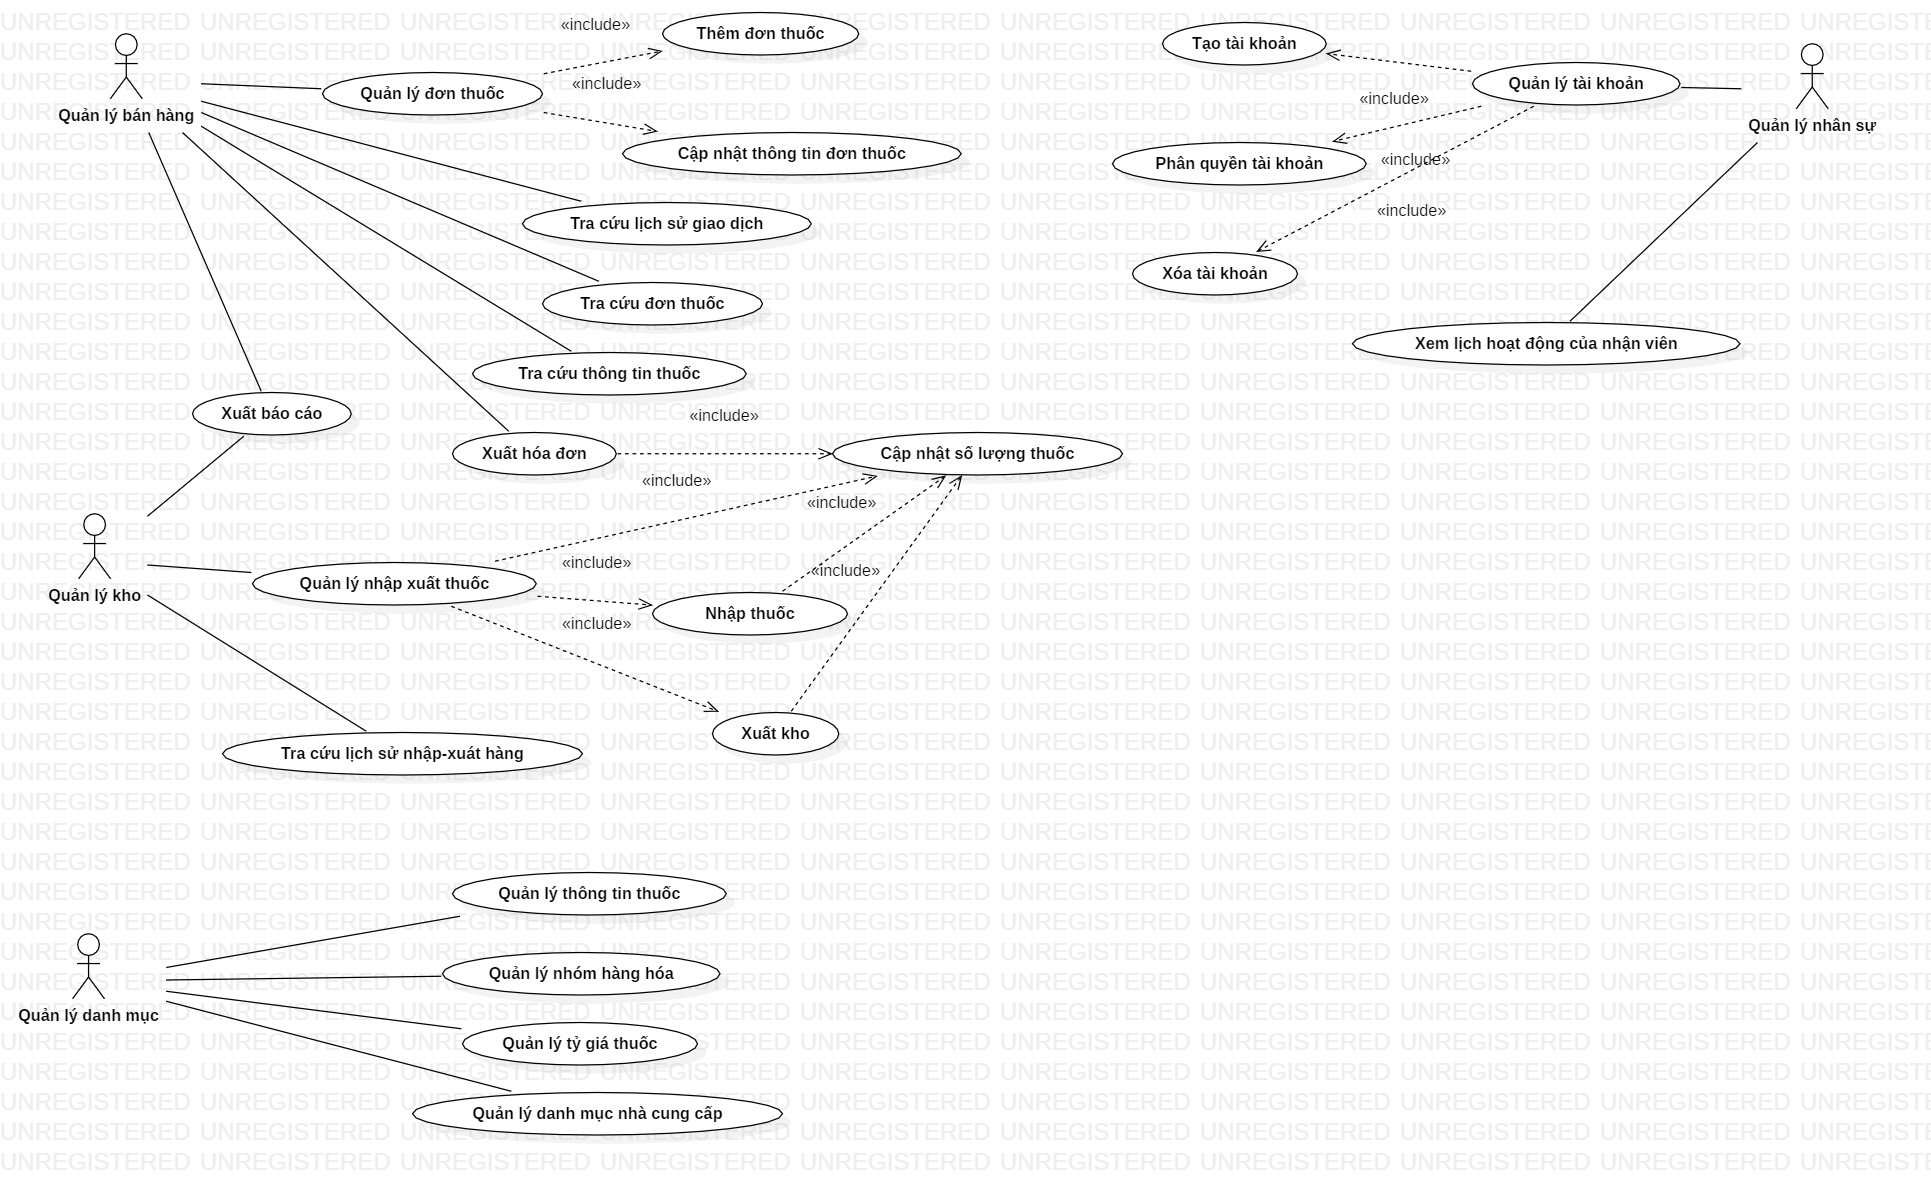 «include»
Thêm đơn thuốc
Quản lý đơn thuốc
«include»
Quản lý bán hàng
Cập nhật thông tin đơn thuốc
Tra cứu lịch sử giao dịch
Tra cứu đơn thuốc
Tra cứu thông tin thuốc
Xuất báo cáo
«include»
Xuất hóa đơn
Cập nhật số lượng thuốc
«include»
«include»
«include»
«include»
Quản lý kho
Quản lý nhập xuất thuốc
Nhập thuốc
«include»
Xuất kho
Tra cứu lịch sử nhập-xuát hàng
Tạo tài khoản
Quản lý tài khoản
«include»
Quản lý nhân sự
Phân quyền tài khoản
«include»
«include»
Xóa tài khoản
Xem lịch hoạt động của nhận viên
Quản lý thông tin thuốc
Quản lý nhóm hàng hóa
Quản lý danh mục
Quản lý tỷ giá thuốc
Quản lý danh mục nhà cung cấp
UNREGISTERED